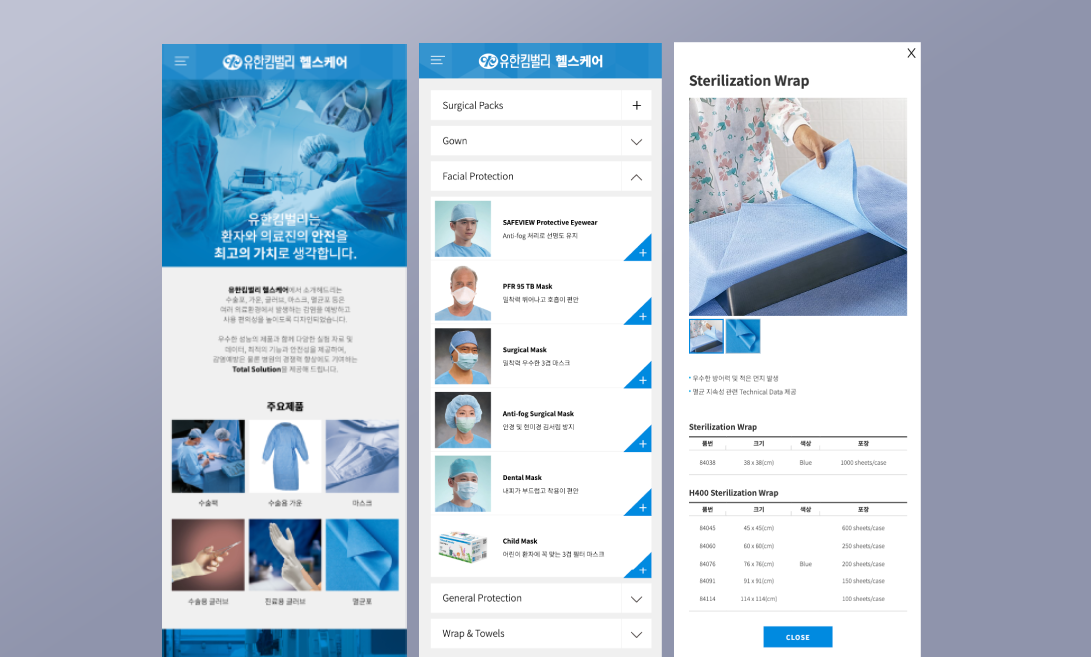 유한킴벌리 헬스케어
유한킴벌리는
환자와 의료진의 안전을
최고의 가치로 생각합니다.
유한킴벌리 헬스케어에서 소개해드리는
수술포, 가운, 글러브, 마스크, 멸균포 등은
여러 의료환경에서 발생하는 감염을 예방하고
사용 편의성을 높이도록 디자인되었습니다.
우수한 성능의 제품과 함께 다양한 실험 자료 및
데이터, 최적의 기능과 안전성을 제공하며,
감염예방은 물론 병원의 경쟁력 향상에도 기여하는
Total Solution을 제공해 드립니다.
주요제품
수술팩
수술용 가운
마스크
수술용 글러브
진료용 글러브
멸균포
유한킴벌리 헬스케어
Surgical Packs
Gown
Facial Protection
SAFEVIEW Protective Eyewear
Anti-fog 처리로 선명도 유지
PFR 95 TB Mask
밀착력 뛰어나고 호흡이 편안
Surgical Mask
밀착력 우수한 3겹 마스크
Anti-fog Surgical Mask
안경 및 현미경 김서림 방지
Dental Mask
내피가 부드럽고 착용이 편안
Child Mask
어린이 환자에 꼭 맞는 3겹 필터 마스크
General Protection
Wrap & Towels
X
Sterilization Wrap
• 우수한 방어력 및 적은 먼지 발생
• 멸균 지속성 관련 Technical Data 제공
Sterilization Wrap
품번 크기 색상 포장
84038 38 x 38(cm) Blue 1000 sheets/case
H400 Sterilization Wrap
품번 크기 색상 포장
84045 45 x 45(cm) 600 sheets/case
84060 60 x 60(cm) 250 sheets/case
84076 76 x 76(cm) Blue 200 sheets/case
84091 91 x 91(cm) 150 sheets/case
84114 114 x 114(cm) 100 sheets/case
CLOSE